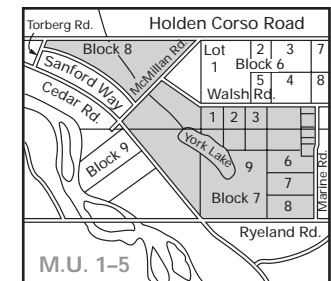 Torberg Rd.
Holden Corso Road
Block 8
McMillan Rd.
Lot
1
2
3
7
Block 6
5
4
8
Sanford Way
Walsh Rd.
Cedar Rd.
1
2
3
York Lake
Block 9
9
6
7
8
Block 7
Marine Rd.
Ryeland Rd.
M.U. 1–5